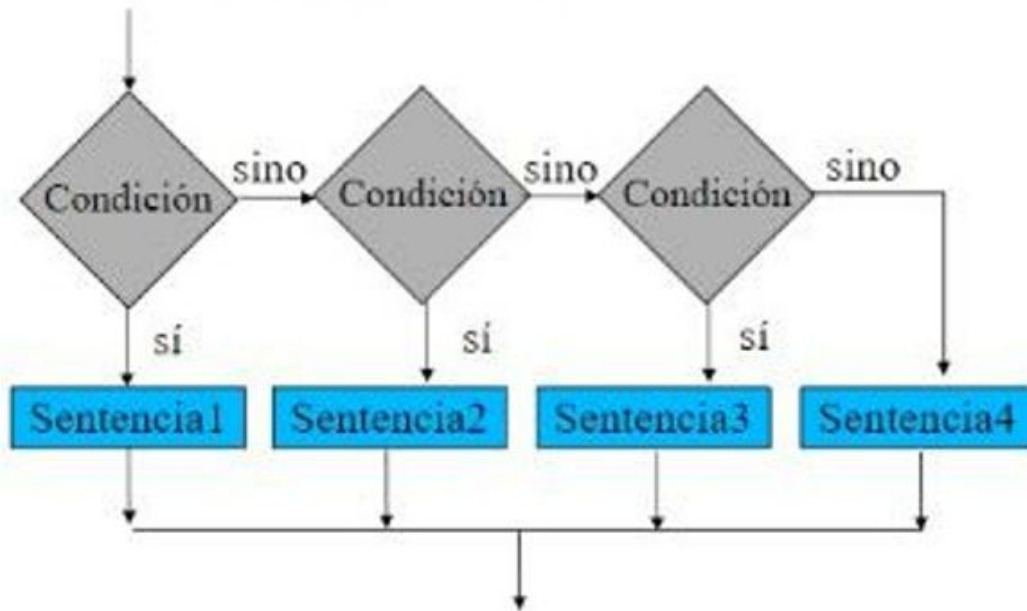 Condición
sino
Condición
sino
Condición
sino
sí
sí
sí
Sentencia1
Sentencia2
Sentencia3
Sentencia4